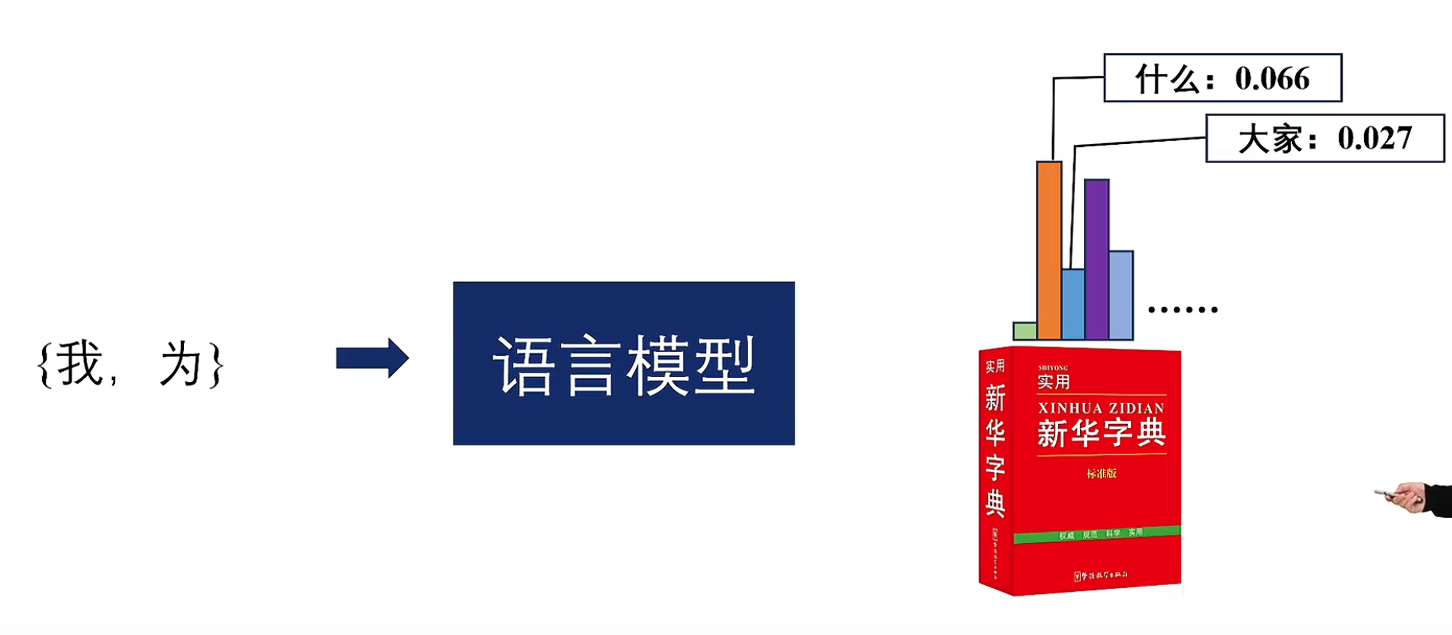 什么：0.066
大家：0.027
{我， 为}
语言模型
……
实用
新华字典
SHIYONG
实用
XINHUA ZIDIAN
新华字典
标准版
权威 规范 科学 实用